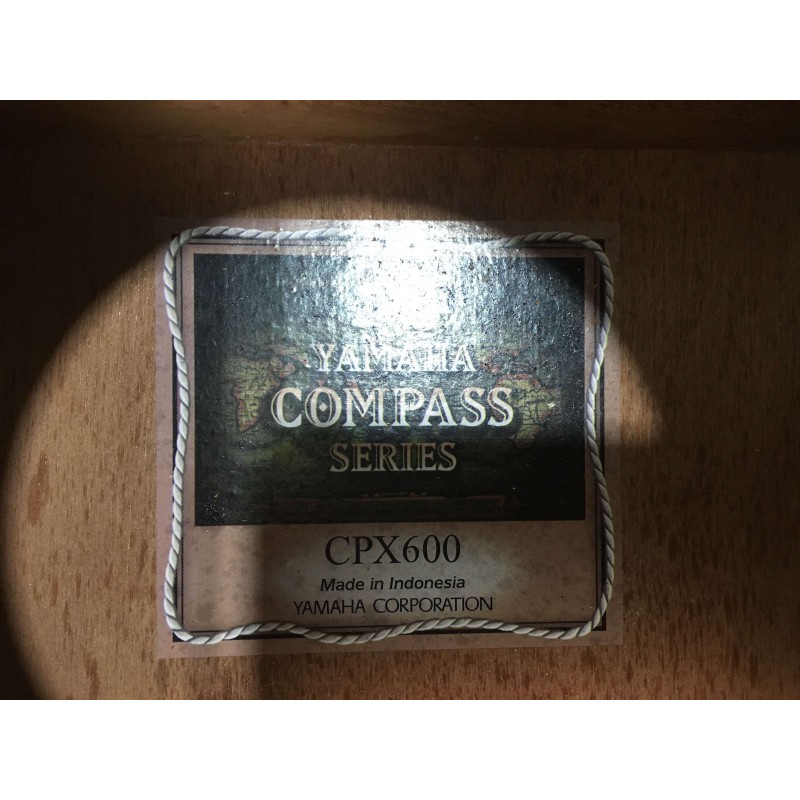 YAMAHA
COMPASS
SERIES
CPX600
Made in Indonesia
YAMAHA CORPORATION